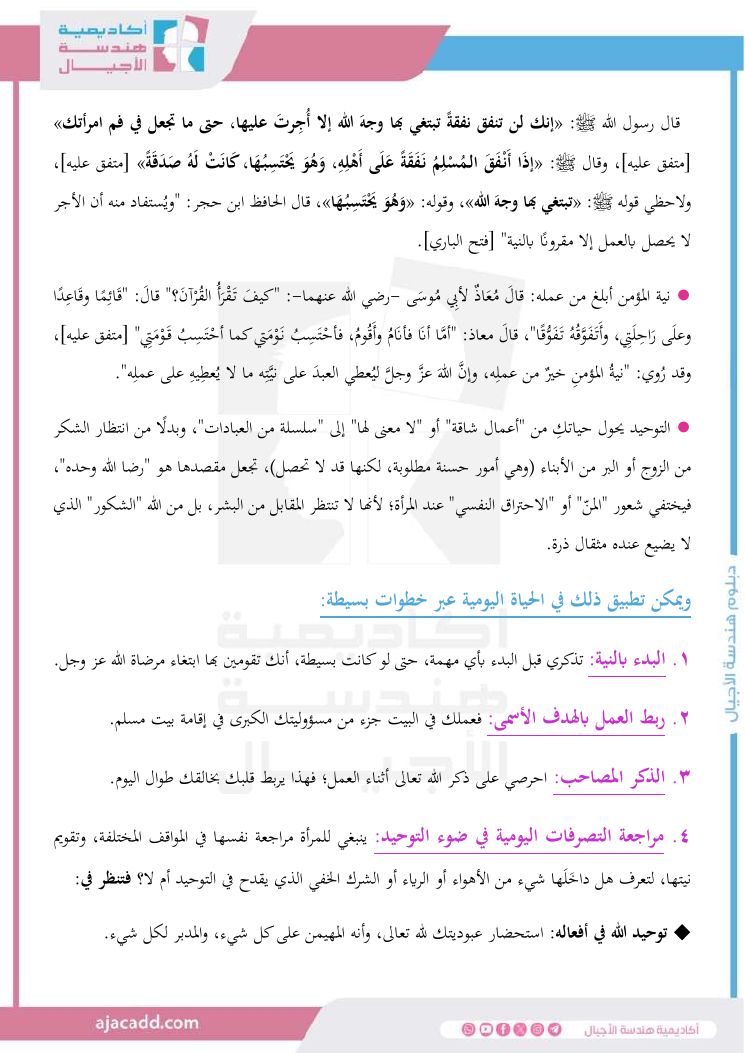 أكاديمية
هندسة
الأجيال
قال رسول الله ﷺ: «إنك لن تنفق نفقةً تبتغي بها وجهَ الله إلا أُجِرتَ عليها، حتى ما تجعل في فم امرأتك»
[متفق عليه]، وقال ﷺ: «إِذَا أَنْفَقَ الـمُسْلِمُ نَفَقَةً عَلَى أَهْلِهِ، وَهُوَ يَحْتَسِبُهَا، كَانَتْ لَهُ صَدَقَةً» [متفق عليه]،
ولاحظي قوله ﷺ: «تبتغي بها وجهَ الله»، وقوله: «وَهُوَ يَحْتَسِبُهَا»، قال الحافظ ابن حجر: "ويُستفاد منه أن الأجر
لا يحصل بالعمل إلا مقرونًا بالنية" [فتح الباري].
● نية المؤمن أبلغ من عمله: قالَ مُعَاذٌ لأَبِي مُوسَى –رضي الله عنهما–: "كيفَ تَقْرَأُ القُرْآنَ؟" قالَ: "قَائِمًا وقَاعِدًا
وعلَى رَاحِلَتِي، وأَتَفَوَّقُهُ تَفَوُّقًا"، قالَ معاذ: "أمَّا أنَا فأنَامُ وأَقُومُ، فأحْتَسِبُ نَوْمَتي كما أحْتَسِبُ قَوْمَتِي" [متفق عليه]،
وقد رُوي: "نيةُ المؤمنِ خيرٌ من عملِه، وإنَّ اللهَ عزَّ وجلَّ ليُعطي العبدَ على نيَّتِه ما لا يُعطِيهِ على عملِه".
● التوحيد يحول حياتكِ من "أعمال شاقة" أو "لا معنى لها" إلى "سلسلة من العبادات"، وبدلًا من انتظار الشكر
من الزوج أو البر من الأبناء (وهي أمور حسنة مطلوبة، لكنها قد لا تحصل)، تجعل مقصدها هو "رضا الله وحده"،
فيختفي شعور "المنّ" أو "الاحتراق النفسي" عند المرأة؛ لأنها لا تنتظر المقابل من البشر، بل من الله "الشكور" الذي
لا يضيع عنده مثقال ذرة.
ويمكن تطبيق ذلك في الحياة اليومية عبر خطوات بسيطة:
١. البدء بالنية: تذكري قبل البدء بأي مهمة، حتى لو كانت بسيطة، أنك تقومين بها ابتغاء مرضاة الله عز وجل.
٢. ربط العمل بالهدف الأسمى: فعملك في البيت جزء من مسؤوليتك الكبرى في إقامة بيت مسلم.
٣. الذكر المصاحب: احرصي على ذكر الله تعالى أثناء العمل؛ فهذا يربط قلبك بخالقك طوال اليوم.
٤. مراجعة التصرفات اليومية في ضوء التوحيد: ينبغي للمرأة مراجعة نفسها في المواقف المختلفة، وتقويم
نيتها، لتعرف هل داخَلَها شيء من الأهواء أو الرياء أو الشرك الخفي الذي يقدح في التوحيد أم لا؟ فتنظر في:
◆ توحيد الله في أفعاله: استحضار عبوديتك لله تعالى، وأنه المهيمن على كل شيء، والمدبر لكل شيء.
دبلوم هندسة الأجيال
أكاديمية
هندسة
الأجيال
ajacadd.com
أكاديمية هندسة الأجيال